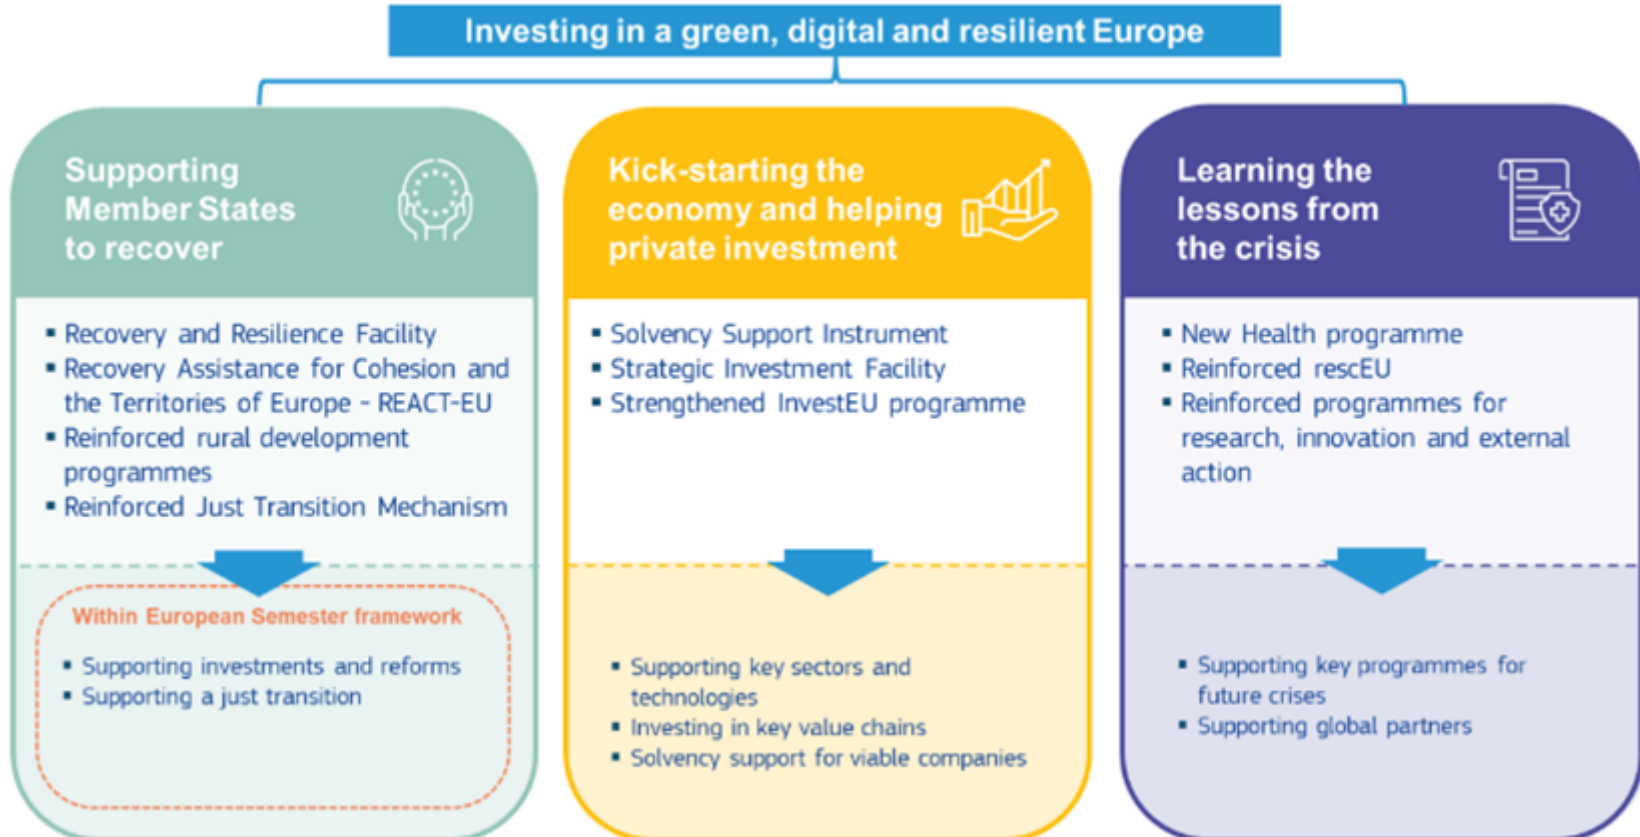 Investing in a green, digital and resilient Europe
Supporting
Member States
to recover
▪ Recovery and Resilience Facility
▪ Recovery Assistance for Cohesion and
the Territories of Europe - REACT-EU
▪ Reinforced rural development
programmes
▪ Reinforced Just Transition Mechanism
Within European Semester framework
▪ Supporting investments and reforms
▪ Supporting a just transition
Kick-starting the
economy and helping
private investment
▪ Solvency Support Instrument
▪ Strategic Investment Facility
▪ Strengthened InvestEU programme
▪ Supporting key sectors and
technologies
▪ Investing in key value chains
▪ Solvency support for viable companies
Learning the
lessons from
the crisis
▪ New Health programme
▪ Reinforced rescEU
▪ Reinforced programmes for
research, innovation and external
action
▪ Supporting key programmes for
future crises
▪ Supporting global partners